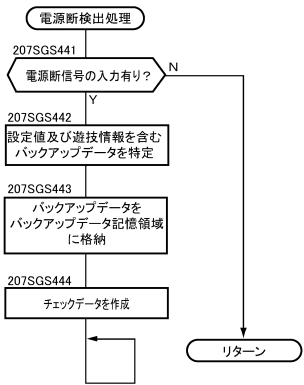 電源断検出処理
207SGS441
電源断信号の入力有り？
N
Y
207SGS442
設定値及び遊技情報を含む
バックアップデータを特定
207SGS443
バックアップデータを
バックアップデータ記憶領域
に格納
207SGS444
チェックデータを作成
リターン